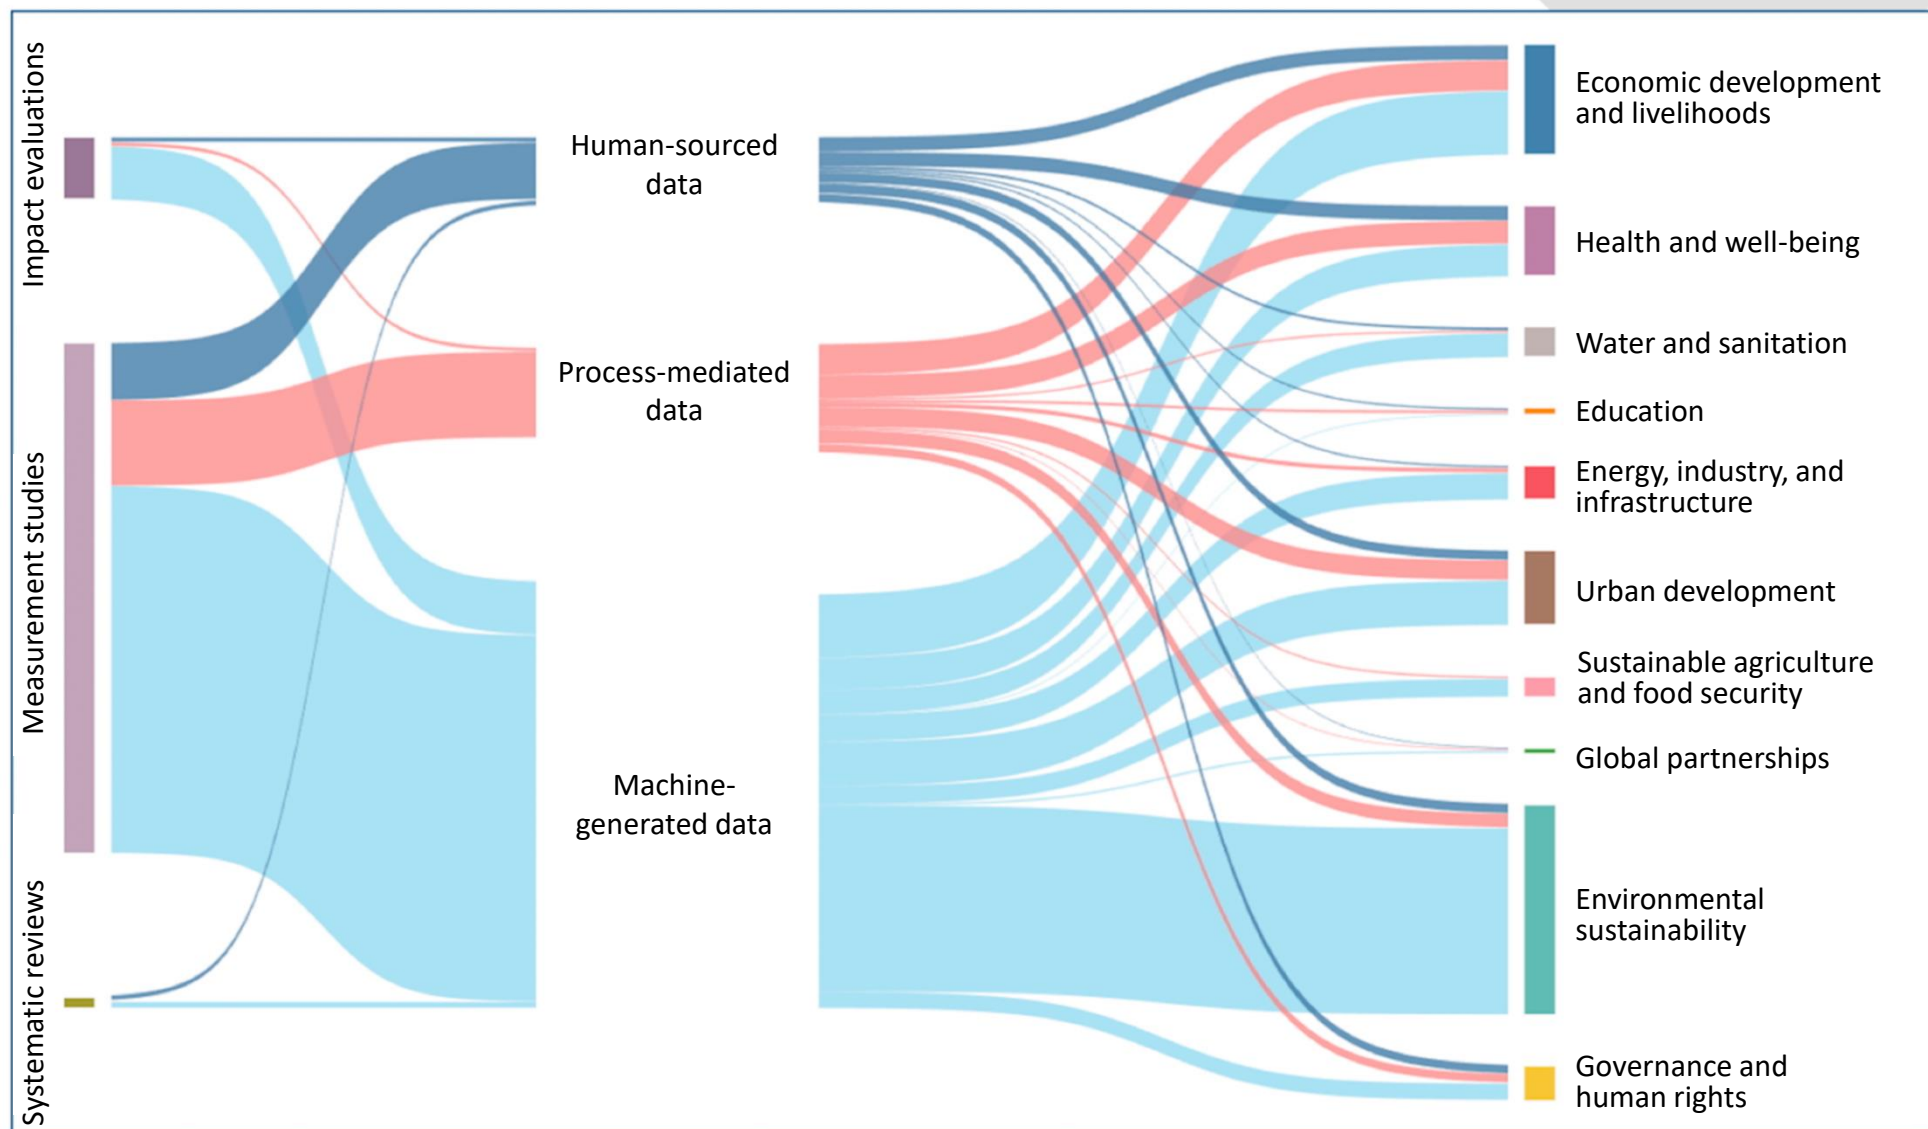 Impact evaluations
Measurement studies
Systematic reviews
Human-sourced
data
Process-mediated
data
Machine-
generated data
Economic development
and livelihoods
Health and well-being
Water and sanitation
Education
Energy, industry, and
infrastructure
Urban development
Sustainable agriculture
and food security
Global partnerships
Environmental
sustainability
Governance and
human rights